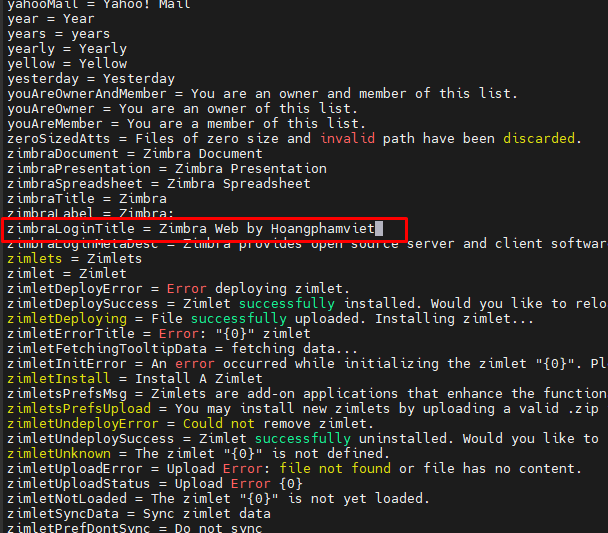 yahooMail = Yahoo! Mail
year = Year
years = years
yearly = Yearly
yellow = Yellow
yesterday = Yesterday
youAreOwnerAndMember = You are an owner and member of this list.
youAreOwner = You are an owner of this list.
youAreMember = You are a member of this list.
zeroSizedAtts = Files of zero size and invalid path have been discarded.
zimbraDocument = Zimbra Document
zimbraPresentation = Zimbra Presentation
zimbraSpreadsheet = Zimbra Spreadsheet
zimbraTitle = Zimbra
zimbraLabel = Zimbra:
zimbraLoginTitle = Zimbra Web by Hoangphamviet
zimbraLoginMetaDesc = Zimbra provides open source server and client softwar
zimlets = Zimlets
zimlet = Zimlet
zimletDeployError = Error deploying zimlet.
zimletDeploySuccess = Zimlet successfully installed. Would you like to relo
zimletDeploying = File successfully uploaded. Installing zimlet...
zimletErrorTitle = Error: "{0}" zimlet
zimletFetchingTooltipData = fetching data...
zimletInitError = An error occurred while initializing the zimlet "{0}". Pl
zimletInstall = Install A Zimlet
zimletsPrefsMsg = Zimlets are add-on applications that enhance the function
zimletsPrefsUpload = You may install new zimlets by uploading a valid .zip
zimletUndeployError = Could not remove zimlet.
zimletUndeploySuccess = Zimlet successfully uninstalled. Would you like to
zimletUnknown = The zimlet "{0}" is not defined.
zimletUploadError = Upload Error: file not found or file has no content.
zimletUploadStatus = Upload Error {0}
zimletNotLoaded = The zimlet "{0}" is not yet loaded.
zimletSyncData = Sync zimlet data
zimletPrefDontSync = Do not sync